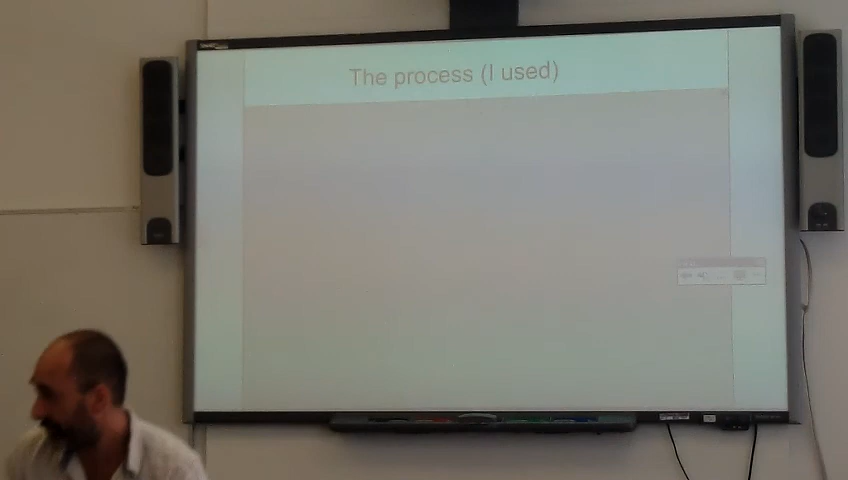 The process (I used)